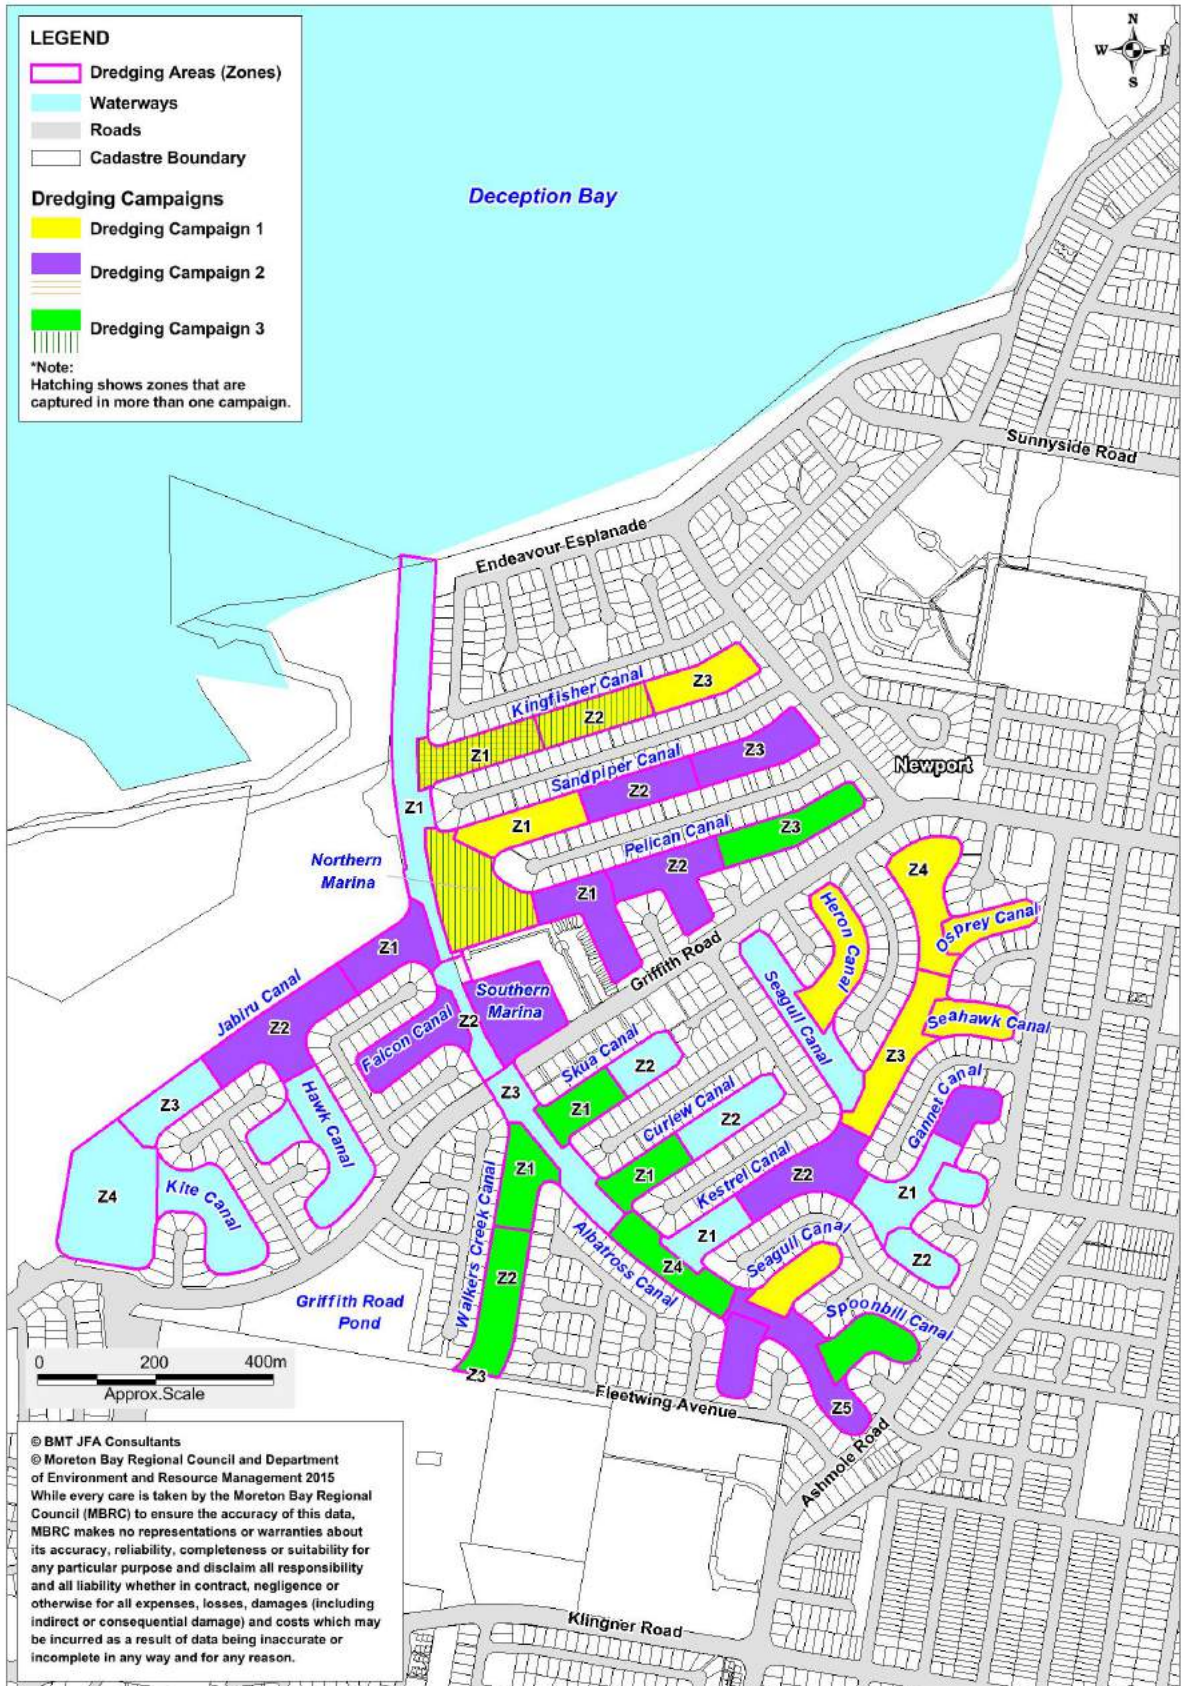 N
W E
S
LEGEND
Dredging Areas (Zones)
Waterways
Roads
Cadastre Boundary
Dredging Campaigns
Dredging Campaign 1
Dredging Campaign 2
Dredging Campaign 3
*Note:
Hatching shows zones that are
captured in more than one campaign.
Deception Bay
Sunnyside Road
Endeavour Esplanade
Kingfisher Canal
Z3
Z2
Z1
Sandpiper Canal
Z3
Z2
Z1
Newport
Z1
Pelican Canal
Z3
Z2
Z1
Northern
Marina
Z4
Heron Canal
Osprey Canal
Griffith Road
Z1
Jabiru Canal
Z2
Z3
Z4
Southern
Marina
Z2
Falcon Canal
Seagull Canal
Seahawk Canal
Z3
Hawk Canal
Kite Canal
Skua Canal
Z2
Z1
Z3
Curlew Canal
Z2
Z1
Gannet Canal
Z1
Z2
Kestrel Canal
Z2
Z1
Walkers Creek Canal
Z1
Z2
Z3
Albatross Canal
Z4
Seagull Canal
Spoonbill Canal
Z5
Griffith Road
Pond
Fleetwing Avenue
Ashmole Road
Klingner Road
0 200 400m
Approx.Scale
© BMT JFA Consultants
© Moreton Bay Regional Council and Department
of Environment and Resource Management 2015
While every care is taken by the Moreton Bay Regional
Council (MBRC) to ensure the accuracy of this data,
MBRC makes no representations or warranties about
its accuracy, reliability, completeness or suitability for
any particular purpose and disclaim all responsibility
and all liability whether in contract, negligence or
otherwise for all expenses, losses, damages (including
indirect or consequential damage) and costs which may
be incurred as a result of data being inaccurate or
incomplete in any way and for any reason.